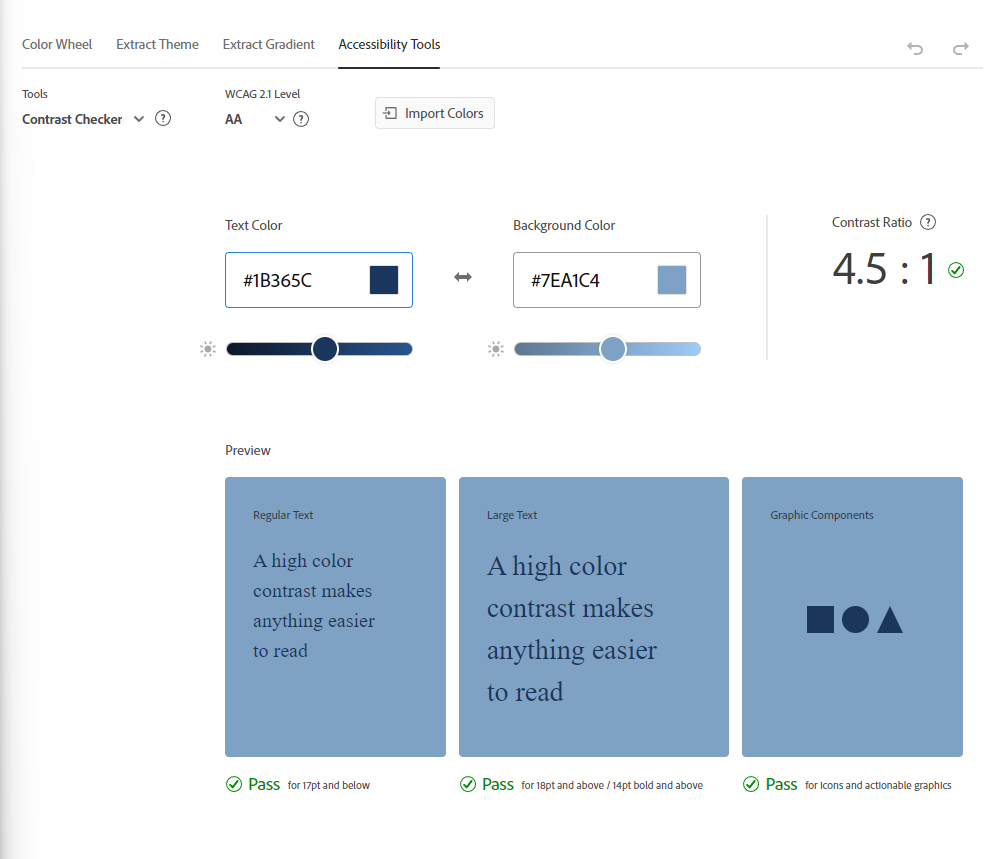 Color Wheel Extract Theme Extract Gradient Accessibility Tools
Tools WCAG 2.1 Level
Contrast Checker ? AA ? Import Colors
Text Color Background Color Contrast Ratio ?
#1B365C #7EA1C4 4.5 : 1
Preview
Regular Text
A high color
contrast makes
anything easier
to read
Large Text
A high color
contrast makes
anything easier
to read
Graphic Components
Pass for 17pt and below
Pass for 18pt and above / 14pt bold and above
Pass for icons and actionable graphics